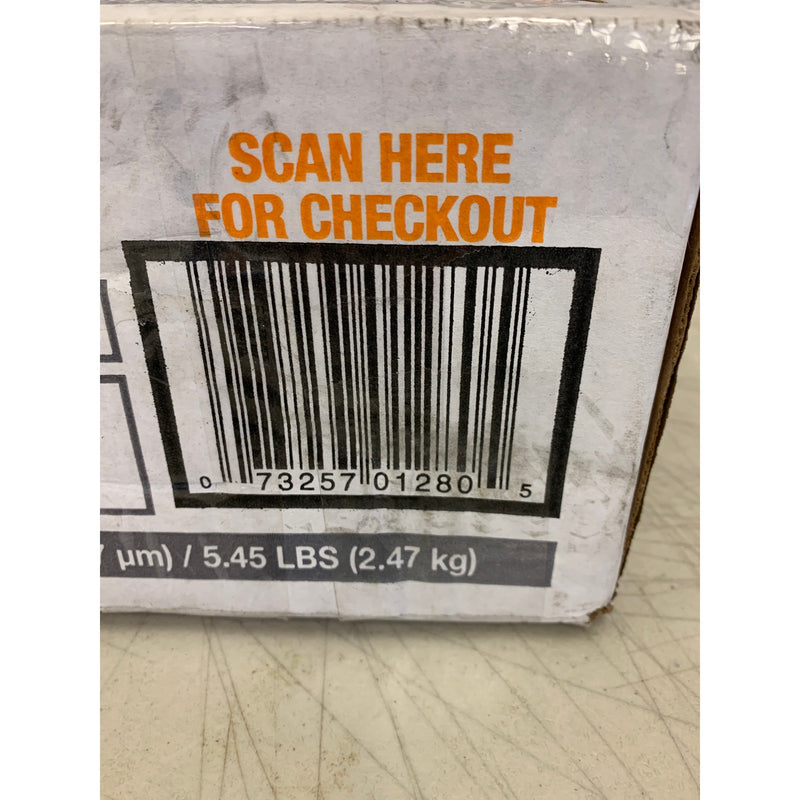 SCAN HERE
FOR CHECKOUT
0 73257 01280 5
µm) / 5.45 LBS (2.47 kg)